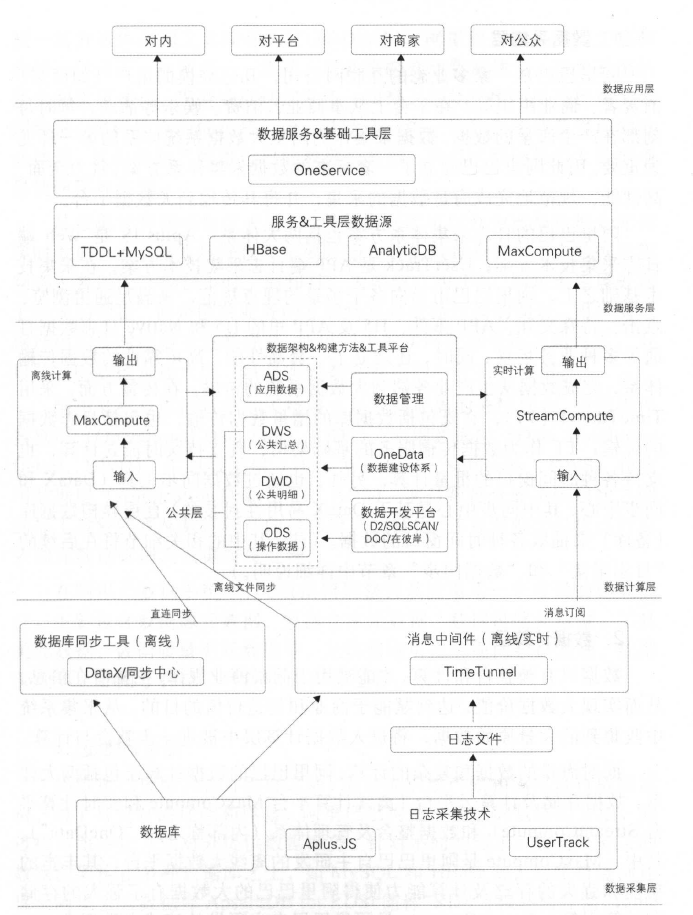 对内
对平台
对商家
对公众
数据应用层
数据服务&基础工具层
OneService
服务&工具层数据源
TDDL+MySQL
HBase
AnalyticDB
MaxCompute
数据服务层
离线计算
输出
MaxCompute
输入
数据架构&构建方法&工具平台
ADS
(应用数据)
DWS
(公共汇总)
DWD
(公共明细)
ODS
(操作数据)
公共层
数据管理
OneData
(数据建设体系)
数据开发平台
(D2/SQLSCAN/
DQC/在彼岸)
实时计算
输出
StreamCompute
输入
离线文件同步
数据计算层
直连同步
消息订阅
数据库同步工具(离线)
DataX/同步中心
消息中间件(离线/实时)
TimeTunnel
日志文件
数据库
日志采集技术
Aplus.JS
UserTrack
数据采集层